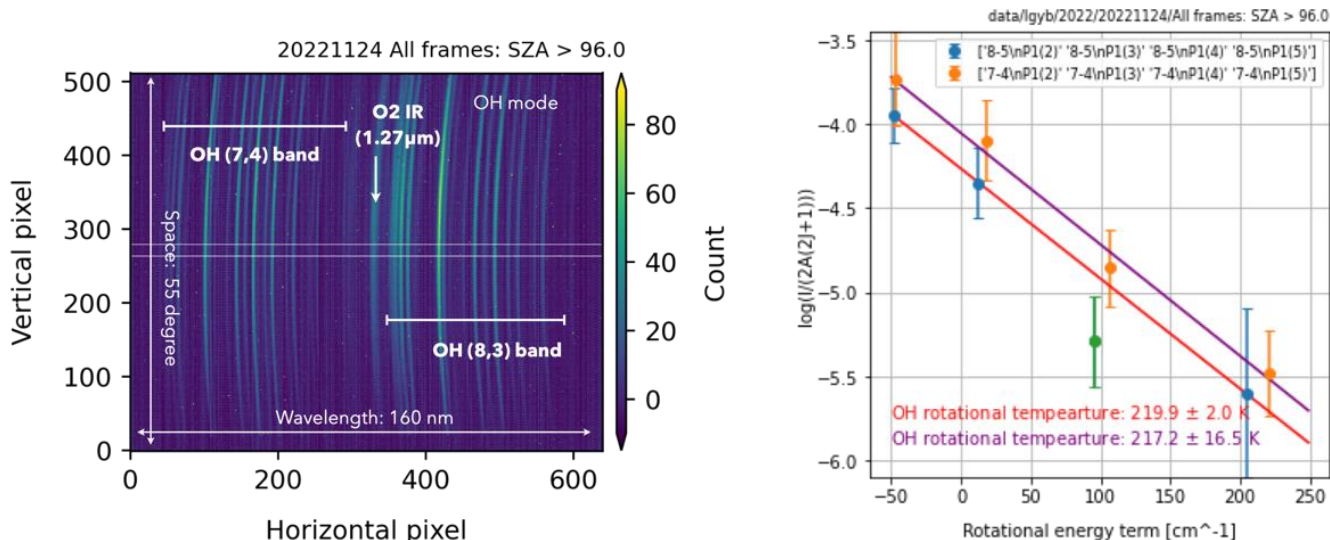 20221124 All frames: SZA > 96.0
500
400
300
200
100
0
Vertical pixel
0
200
400
600
Horizontal pixel
OH mode
O2 IR
(1.27μm)
OH (7,4) band
Space: 55 degree
OH (8,3) band
Wavelength: 160 nm
80
60
40
20
0
Count
data/lgyb/2022/20221124/All frames: SZA > 96.0
['8-5\nP1(2)' '8-5\nP1(3)' '8-5\nP1(4)' '8-5\nP1(5)']
['7-4\nP1(2)' '7-4\nP1(3)' '7-4\nP1(4)' '7-4\nP1(5)']
−3.5
−4.0
−4.5
−5.0
−5.5
−6.0
log(I/(2A(2J+1)))
OH rotational tempearture: 219.9 ± 2.0 K
OH rotational tempearture: 217.2 ± 16.5 K
−50
0
50
100
150
200
250
Rotational energy term [cm^-1]